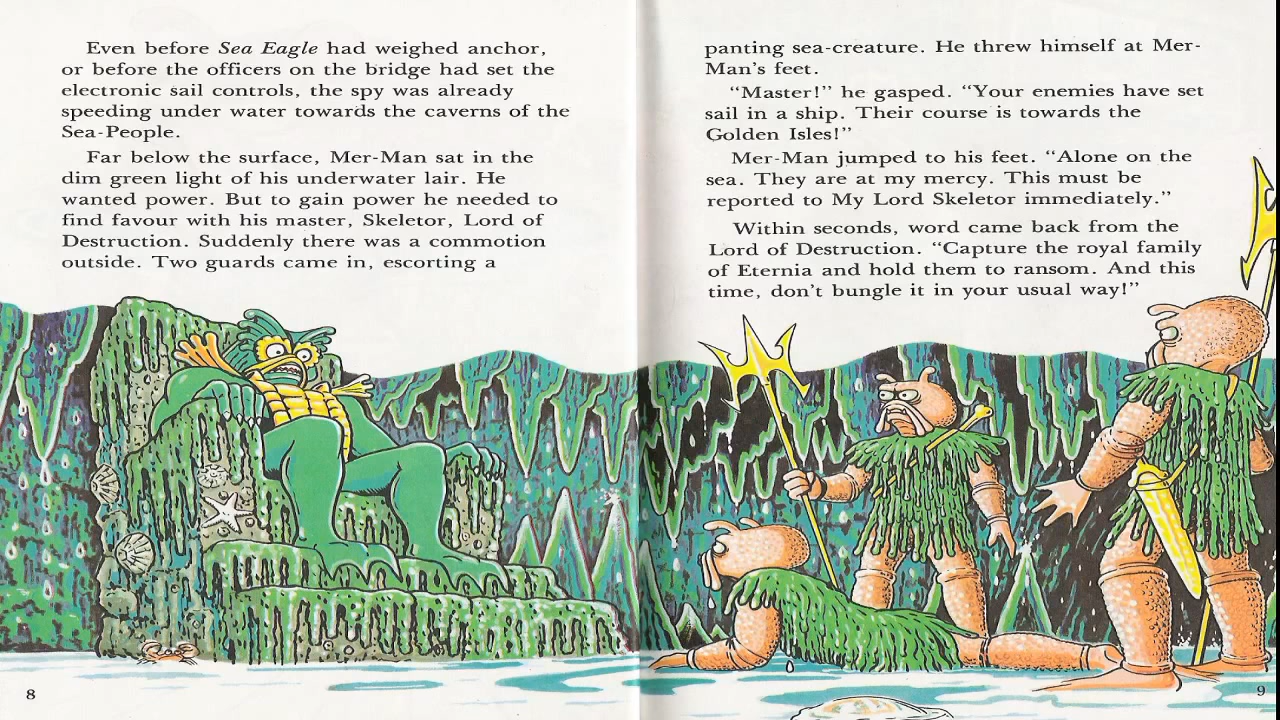 Even before Sea Eagle had weighed anchor,
or before the officers on the bridge had set the
electronic sail controls, the spy was already
speeding under water towards the caverns of the
Sea-People.
Far below the surface, Mer-Man sat in the
dim green light of his underwater lair. He
wanted power. But to gain power he needed to
find favour with his master, Skeletor, Lord of
Destruction. Suddenly there was a commotion
outside. Two guards came in, escorting a
8
panting sea-creature. He threw himself at Mer-
Man's feet.
“Master!” he gasped. “Your enemies have set
sail in a ship. Their course is towards the
Golden Isles!”
Mer-Man jumped to his feet. “Alone on the
sea. They are at my mercy. This must be
reported to My Lord Skeletor immediately.”
Within seconds, word came back from the
Lord of Destruction. “Capture the royal family
of Eternia and hold them to ransom. And this
time, don't bungle it in your usual way!”
9